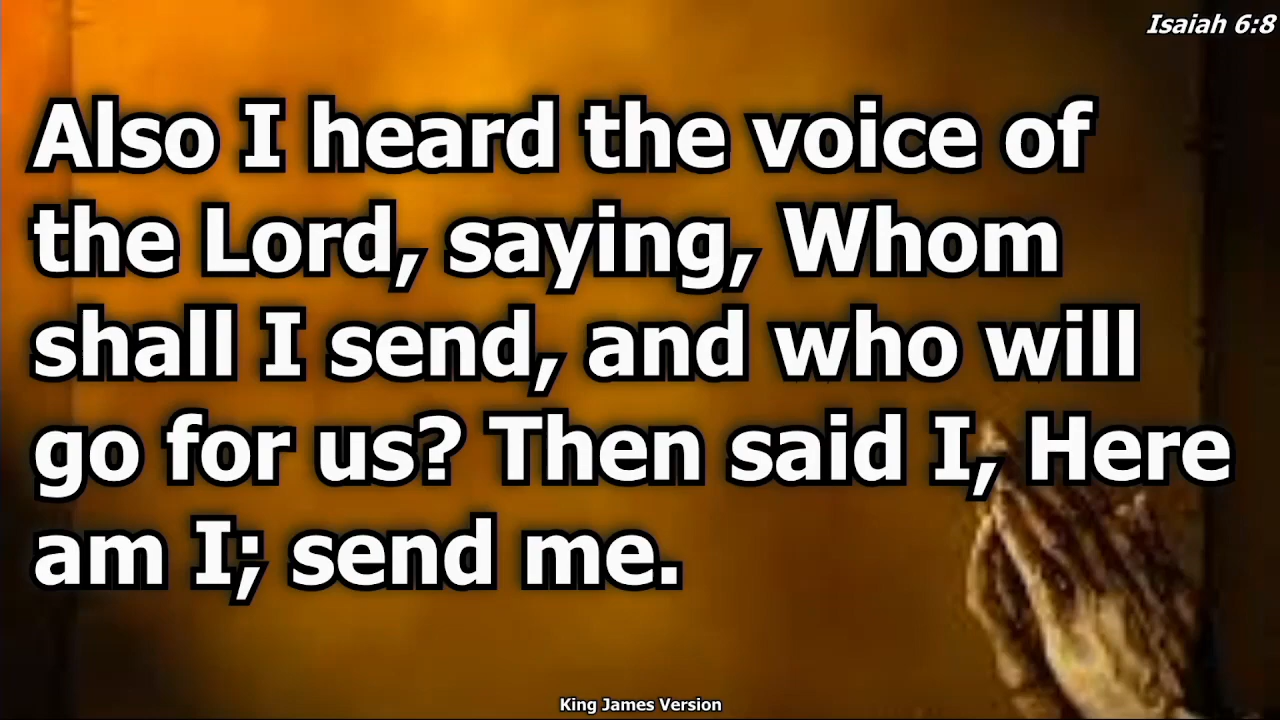 Isaiah 6:8
Also I heard the voice of
the Lord, saying, Whom
shall I send, and who will
go for us? Then said I, Here
am I; send me.
King James Version